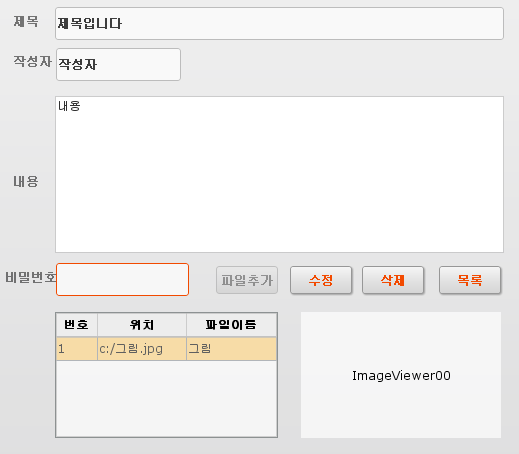 제목 제목입니다
작성자 작성자
내용
내용
비밀번호 파일추가 수정 삭제 목록
번호 위치 파일이름
1 c:/그림.jpg 그림
ImageViewer00